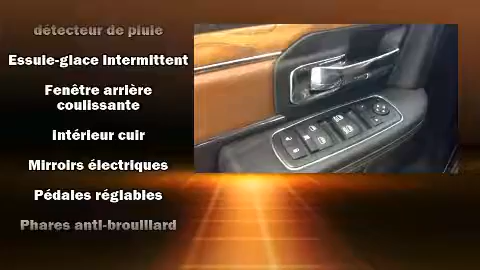 détecteur de pluie
Essuie-glace Intermittent
Fenêtre arrière
coulissante
Intérieur cuir
Mirroirs électriques
Pédales réglables
Phares anti-brouillard